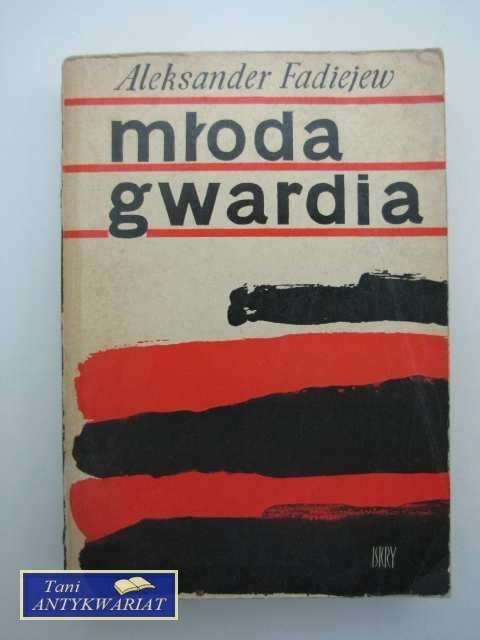 Aleksander Fadiejew
młoda
gwardia
ISKRY
Tani
ANTYKWARIAT